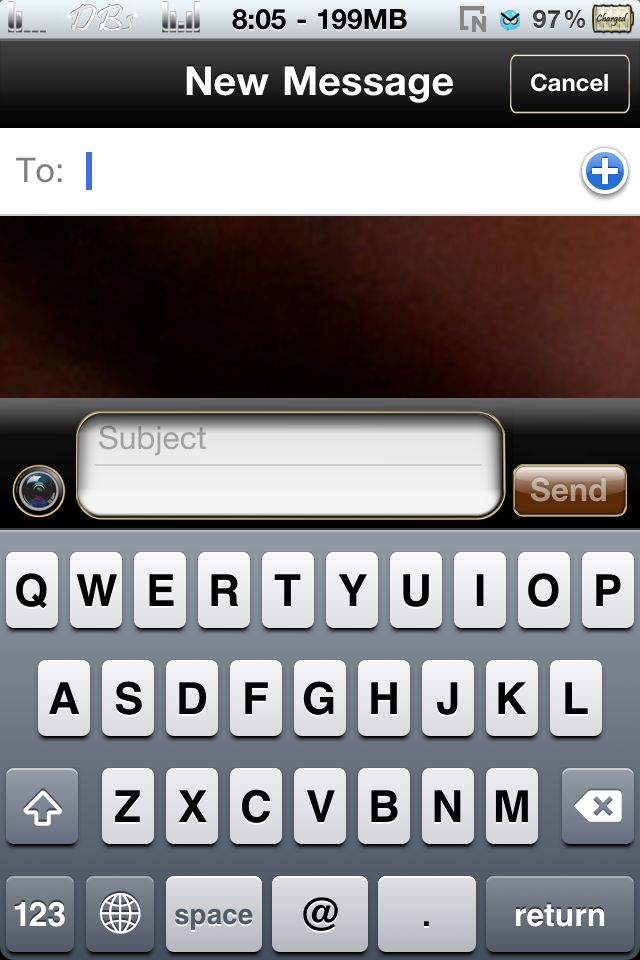 DBs 8:05 - 199MB N 97% Charged
New Message Cancel
To:
Subject
Send
Q W E R T Y U I O P
A S D F G H J K L
Z X C V B N M
123 space @ . return